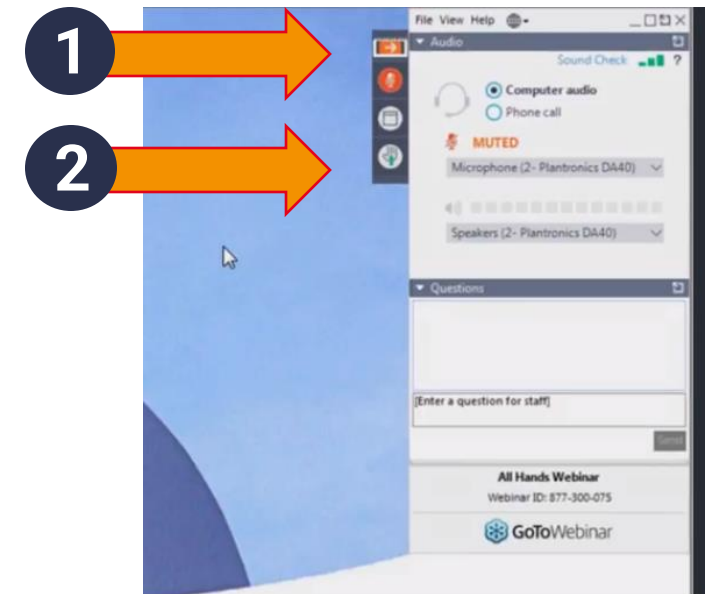 1
2
File View Help
Audio
Sound Check ?
Computer audio
Phone call
MUTED
Microphone (2- Plantronics DA40)
Speakers (2- Plantronics DA40)
Questions
[Enter a question for staff]
Send
All Hands Webinar
Webinar ID: 877-300-075
GoToWebinar